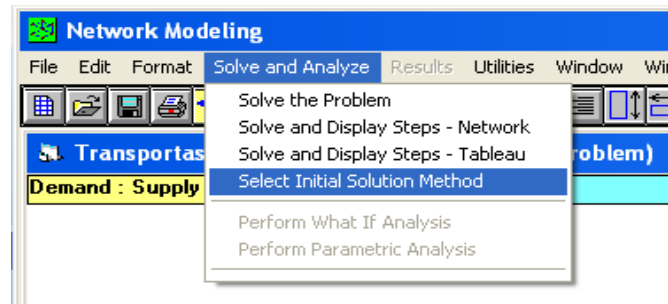 Network Modeling
File Edit Format Solve and Analyze Results Utilities Window
Solve the Problem
Solve and Display Steps - Network
Solve and Display Steps - Tableau
Select Initial Solution Method
Perform What If Analysis
Perform Parametric Analysis
Transportas roblem)
Demand : Supply